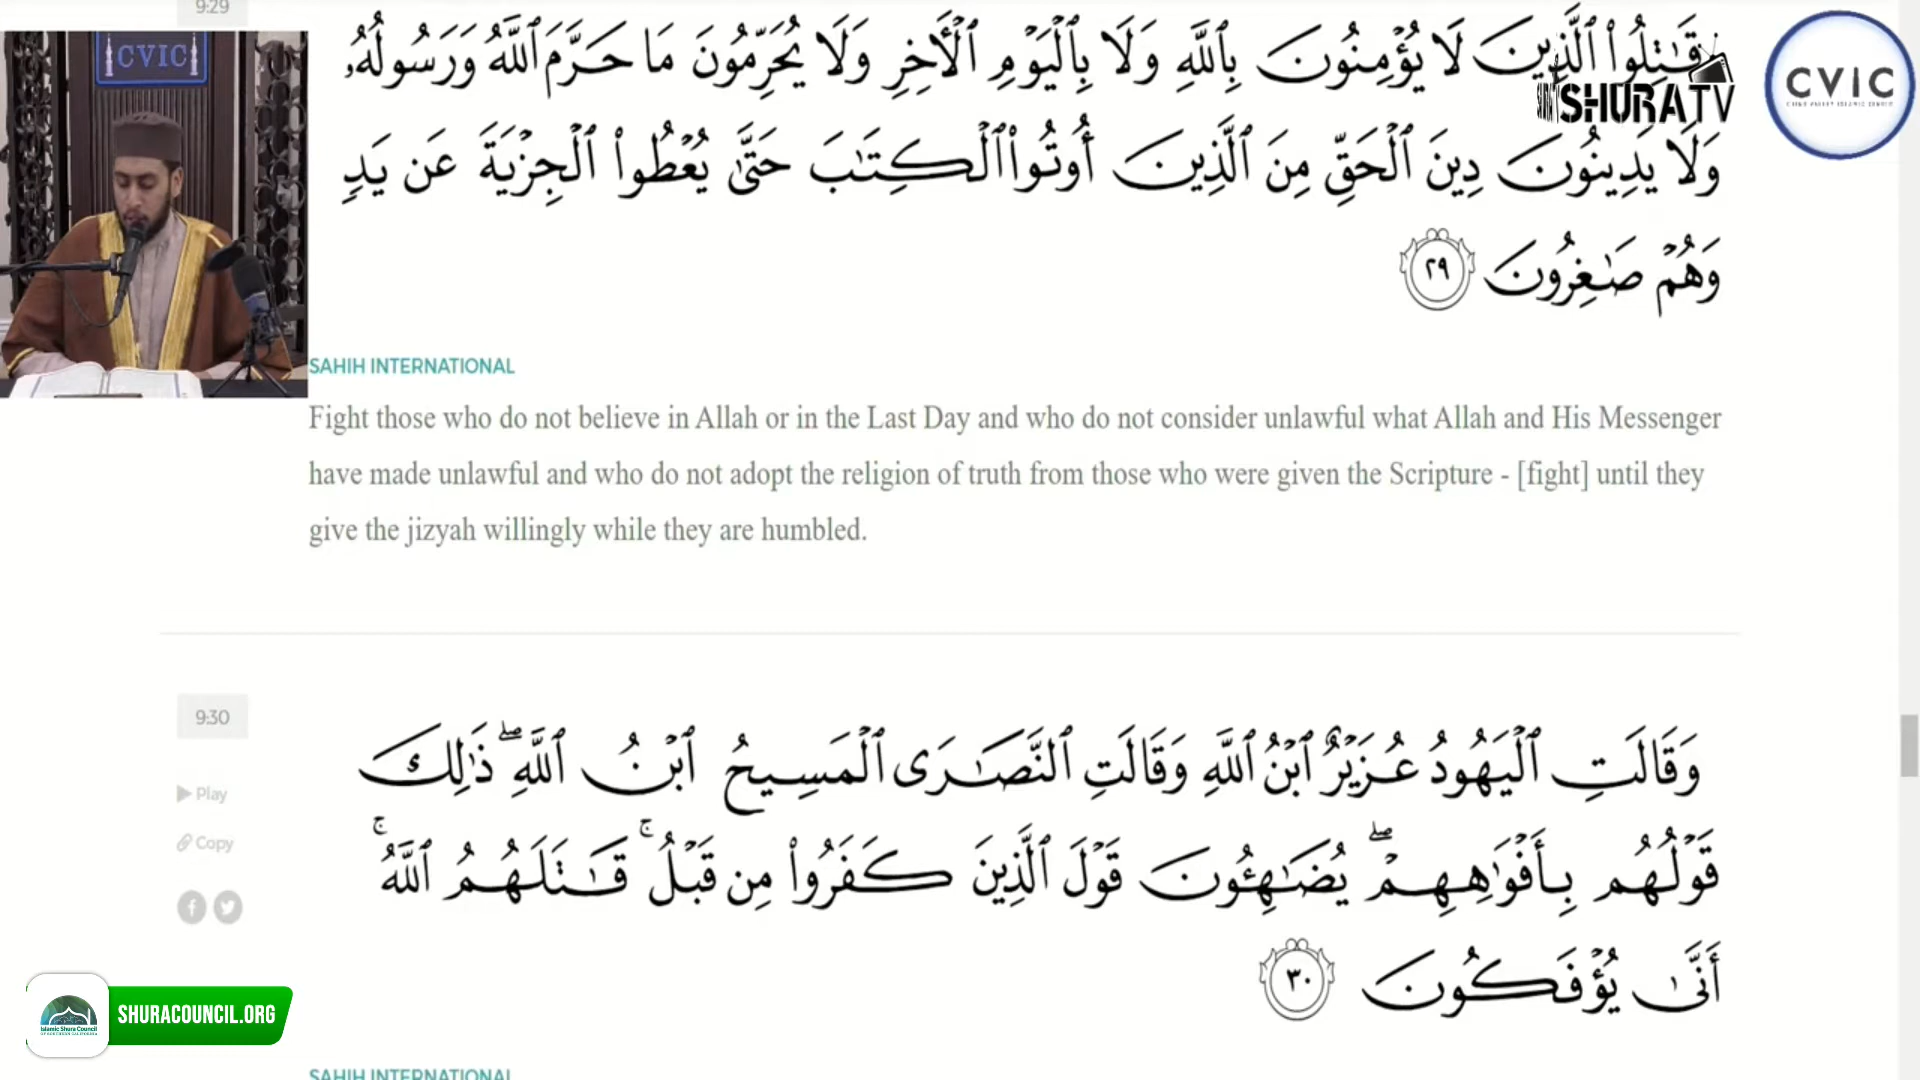 9:29
CVIC
قَٰتِلُوا۟ ٱلَّذِينَ لَا يُؤْمِنُونَ بِٱللَّهِ وَلَا بِٱلْيَوْمِ ٱلْءَاخِرِ وَلَا يُحَرِّمُونَ مَا حَرَّمَ ٱللَّهُ وَرَسُولُهُۥ
وَلَا يَدِينُونَ دِينَ ٱلْحَقِّ مِنَ ٱلَّذِينَ أُوتُوا۟ ٱلْكِتَٰبَ حَتَّىٰ يُعْطُوا۟ ٱلْجِزْيَةَ عَن يَدٍ
وَهُمْ صَٰغِرُونَ ٢٩
SHURA TV
CVIC
SAHIH INTERNATIONAL
Fight those who do not believe in Allah or in the Last Day and who do not consider unlawful what Allah and His Messenger
have made unlawful and who do not adopt the religion of truth from those who were given the Scripture - [fight] until they
give the jizyah willingly while they are humbled.
9:30
Play
Copy
وَقَالَتِ ٱلْيَهُودُ عُزَيْرٌ ٱبْنُ ٱللَّهِ وَقَالَتِ ٱلنَّصَٰرَى ٱلْمَسِيحُ ٱبْنُ ٱللَّهِ ۖ ذَٰلِكَ
قَوْلُهُم بِأَفْوَٰهِهِمْ ۖ يُضَٰهِـُٔونَ قَوْلَ ٱلَّذِينَ كَفَرُوا۟ مِن قَبْلُ ۚ قَٰتَلَهُمُ ٱللَّهُ ۚ
أَنَّىٰ يُؤْفَكُونَ ٣٠
Islamic Shura Council
SHURACOUNCIL.ORG
SAHIH INTERNATIONAL